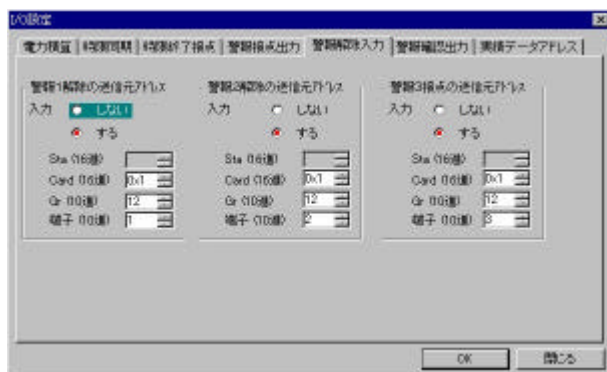 I/O設定
電力積算 時限同期 時限終了接点 警報接点出力 警報解除入力 警報確認出力 実績データアドレス
警報1解除の送信元アドレス 警報2解除の送信元アドレス 警報3接点の送信元アドレス
入力 しない 入力 しない 入力 しない
する する する
Sta (16進) Sta (16進) Sta (16進)
Card (16進) 0x1 Card (16進) 0x1 Card (16進) 0x1
Gr (10進) 12 Gr (10進) 12 Gr (10進) 12
端子 (10進) 1 端子 (10進) 2 端子 (10進) 3
OK 閉じる